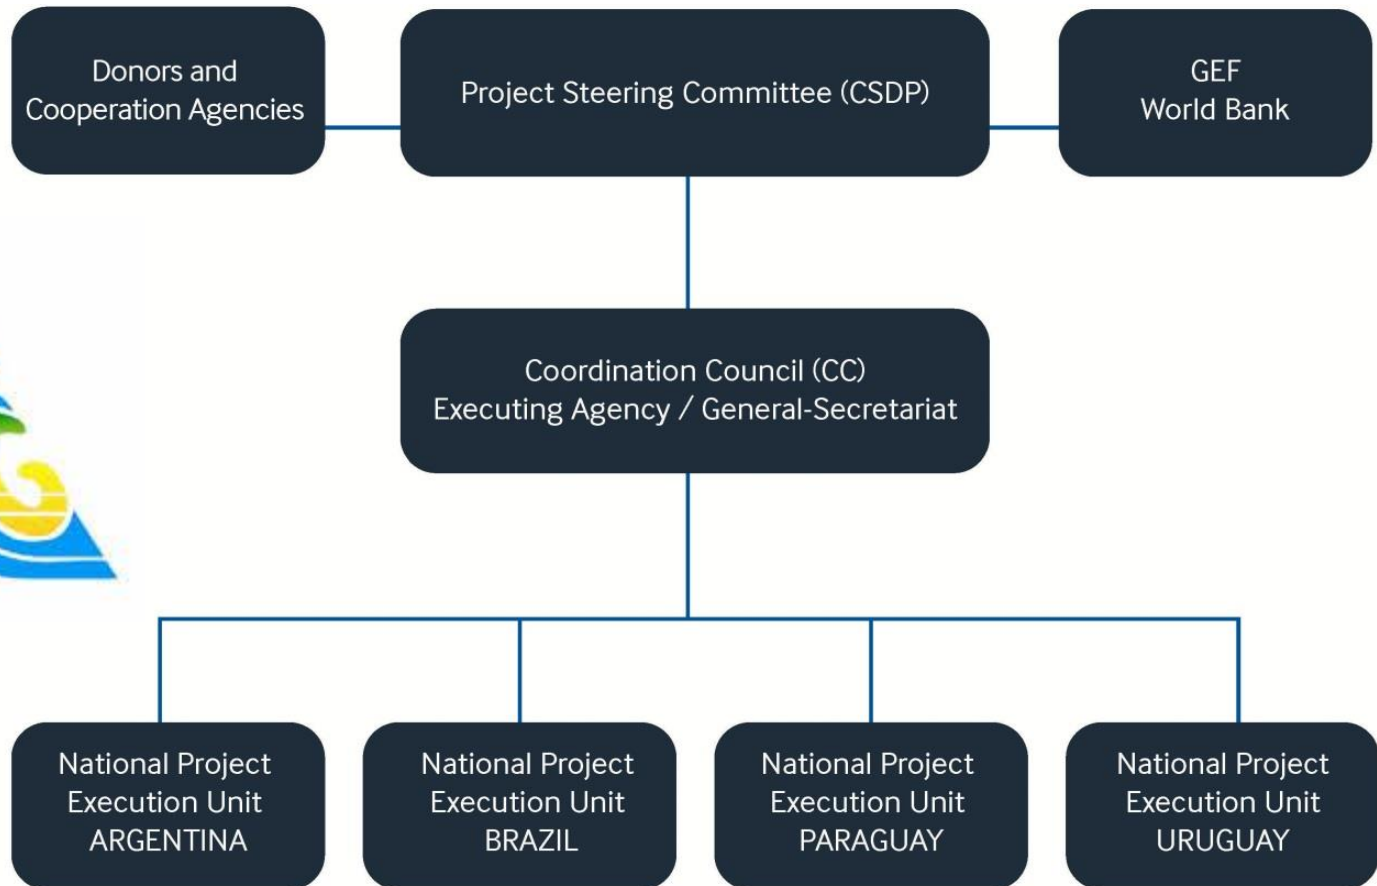 Donors and
Cooperation Agencies
Project Steering Committee (CSDP)
GEF
World Bank
Coordination Council (CC)
Executing Agency / General-Secretariat
National Project
Execution Unit
ARGENTINA
National Project
Execution Unit
BRAZIL
National Project
Execution Unit
PARAGUAY
National Project
Execution Unit
URUGUAY